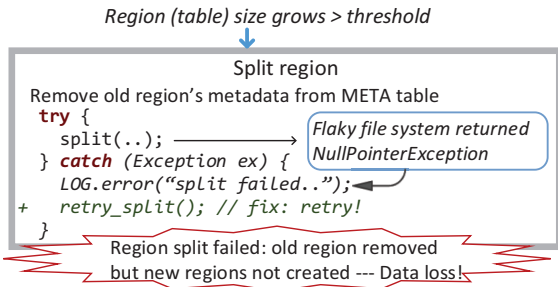 Region (table) size grows > threshold
Split region
Remove old region's metadata from META table
try {
split(..);
Flaky file system returned
NullPointerException
} catch (Exception ex) {
LOG.error(“split failed..”);
+ retry_split(); // fix: retry!
}
Region split failed: old region removed
but new regions not created --- Data loss!